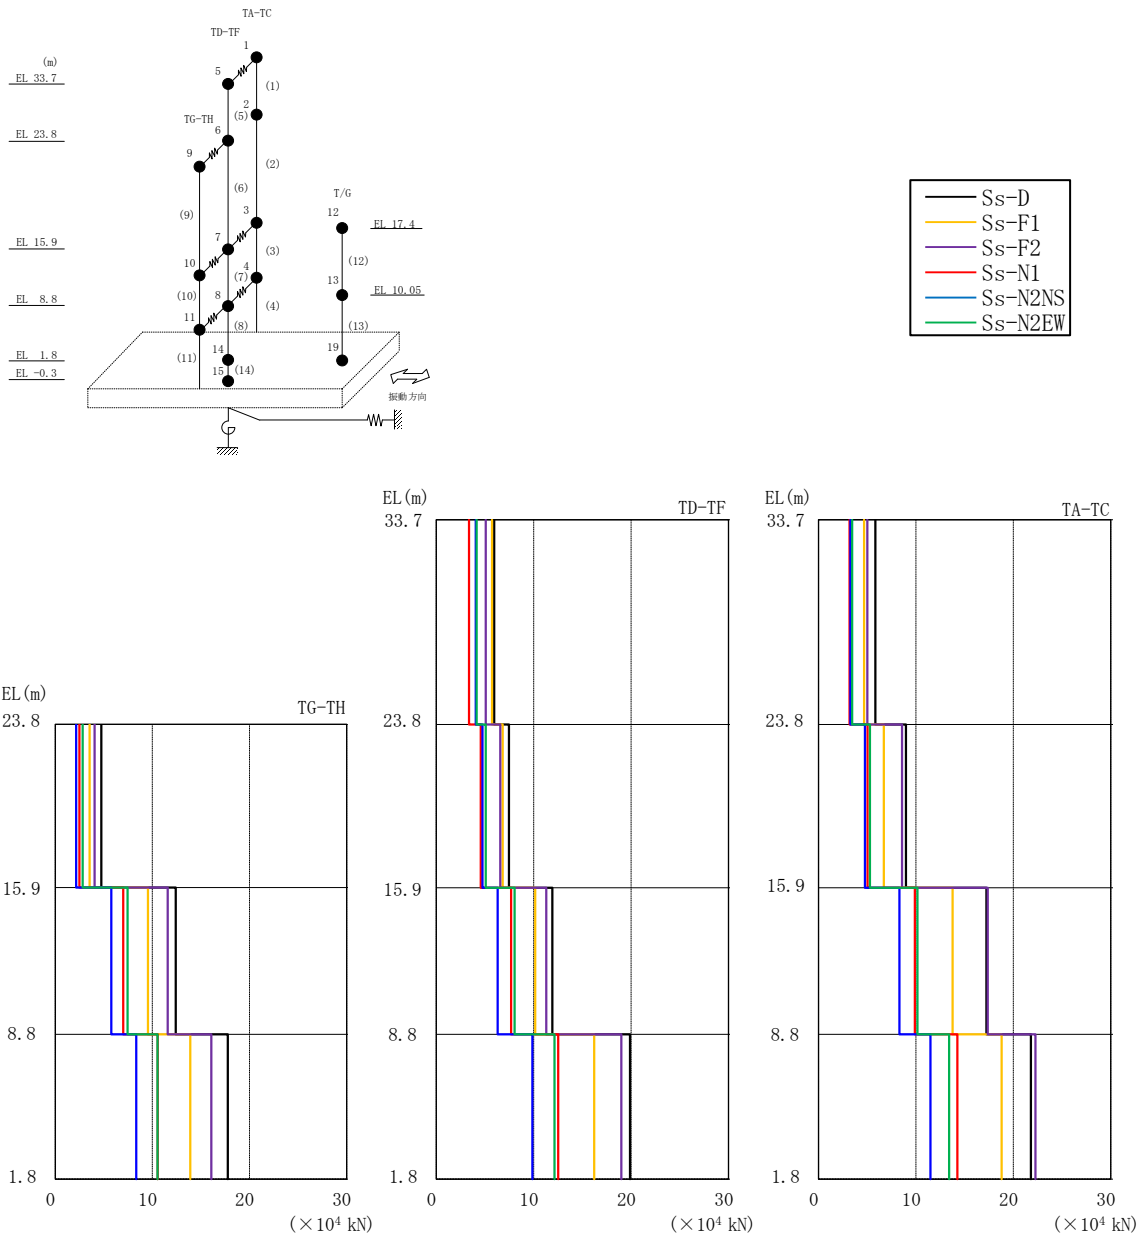 TA-TC
TD-TF
1
(m)
5
EL 33.7
(1)
2
(5)
TG-TH
6
EL 23.8
9
(2)
(6)
T/G
(9)
3
12
EL 17.4
7
EL 15.9
(3)
10
4
(12)
(7)
13
(10)
8
EL 10.05
EL 8.8
(4)
11
(8)
(13)
(11)
14
19
EL 1.8
15
(14)
EL -0.3
振動方向
Ss-D
Ss-F1
Ss-F2
Ss-N1
Ss-N2NS
Ss-N2EW
EL(m)
TG-TH
23.8
15.9
8.8
1.8
0 10 20 30
(×10⁴ kN)
EL(m)
TD-TF
33.7
23.8
15.9
8.8
1.8
0 10 20 30
(×10⁴ kN)
EL(m)
TA-TC
33.7
23.8
15.9
8.8
1.8
0 10 20 30
(×10⁴ kN)